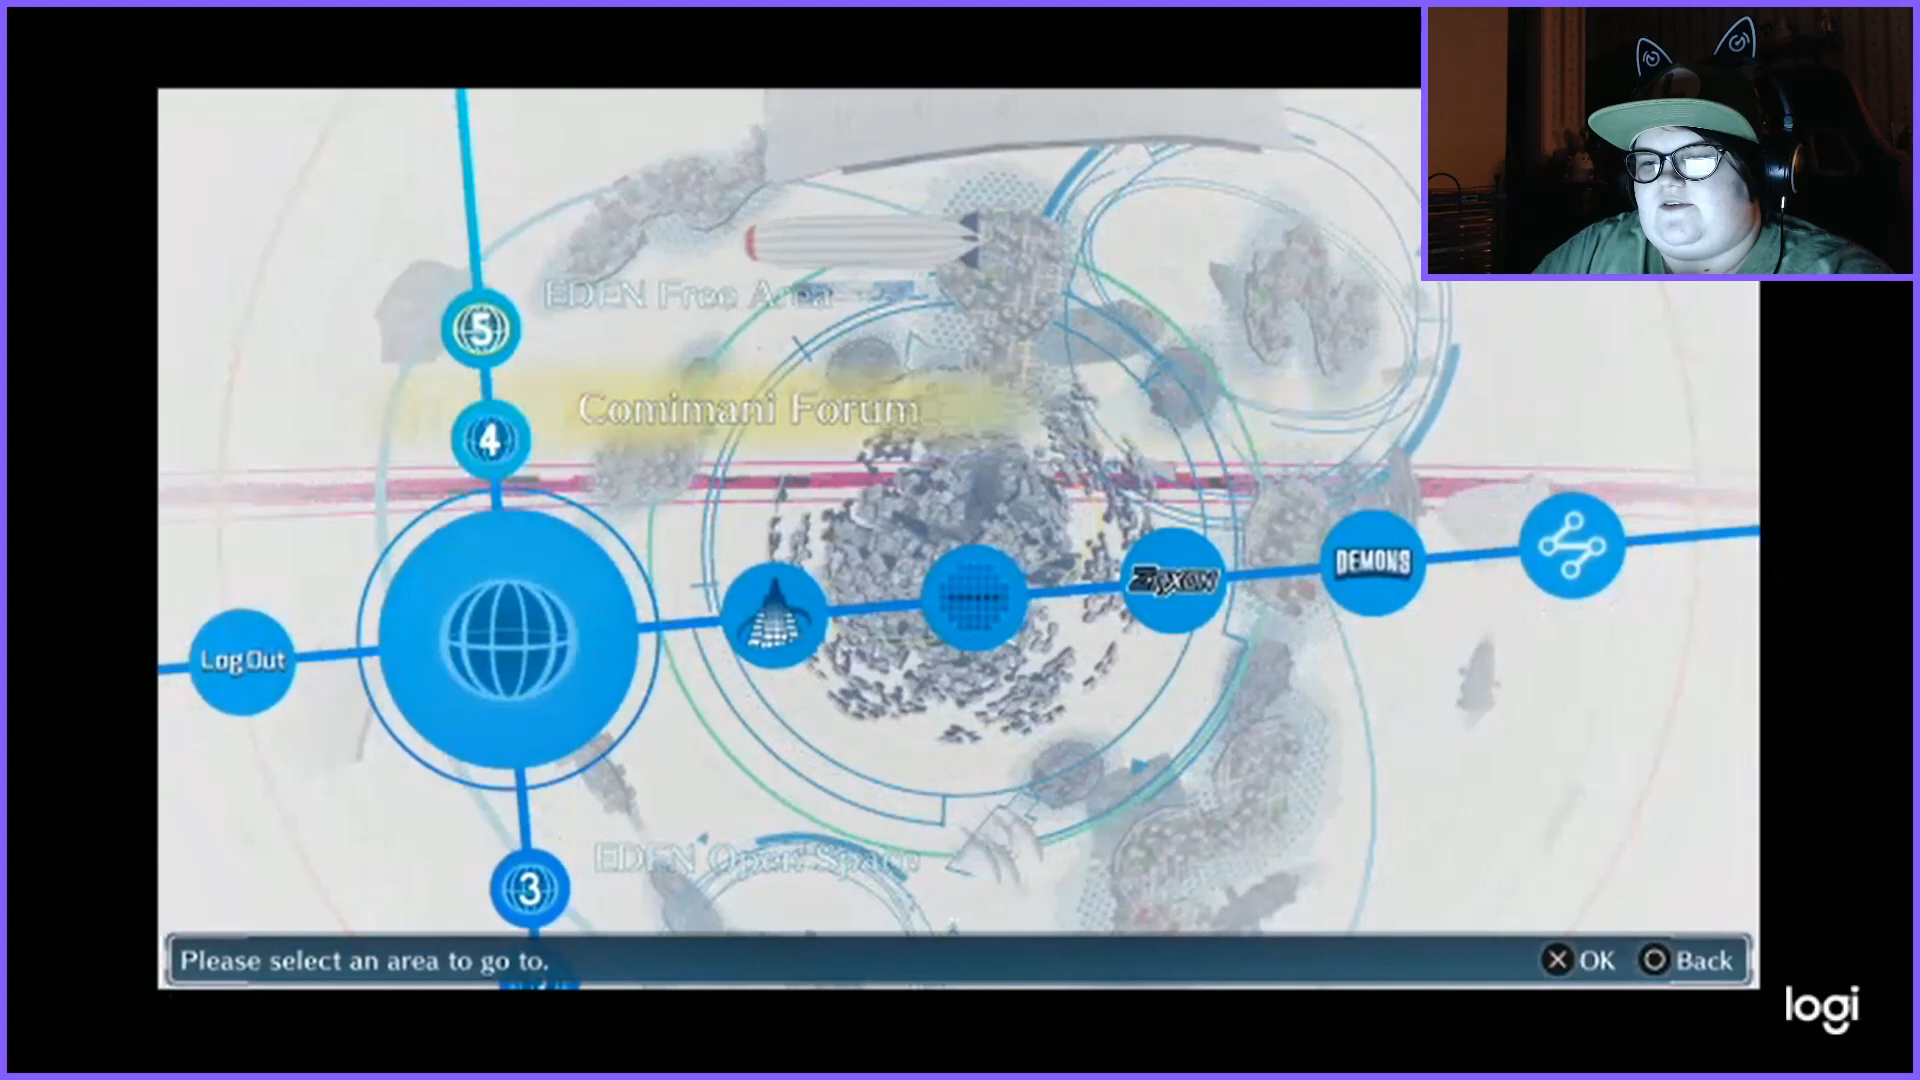 EDEN Free Area
5
Comimani Forum
4
Log Out
ZAXON
DEMONS
EDEN Open Space
3
Please select an area to go to.
OK
Back
logi